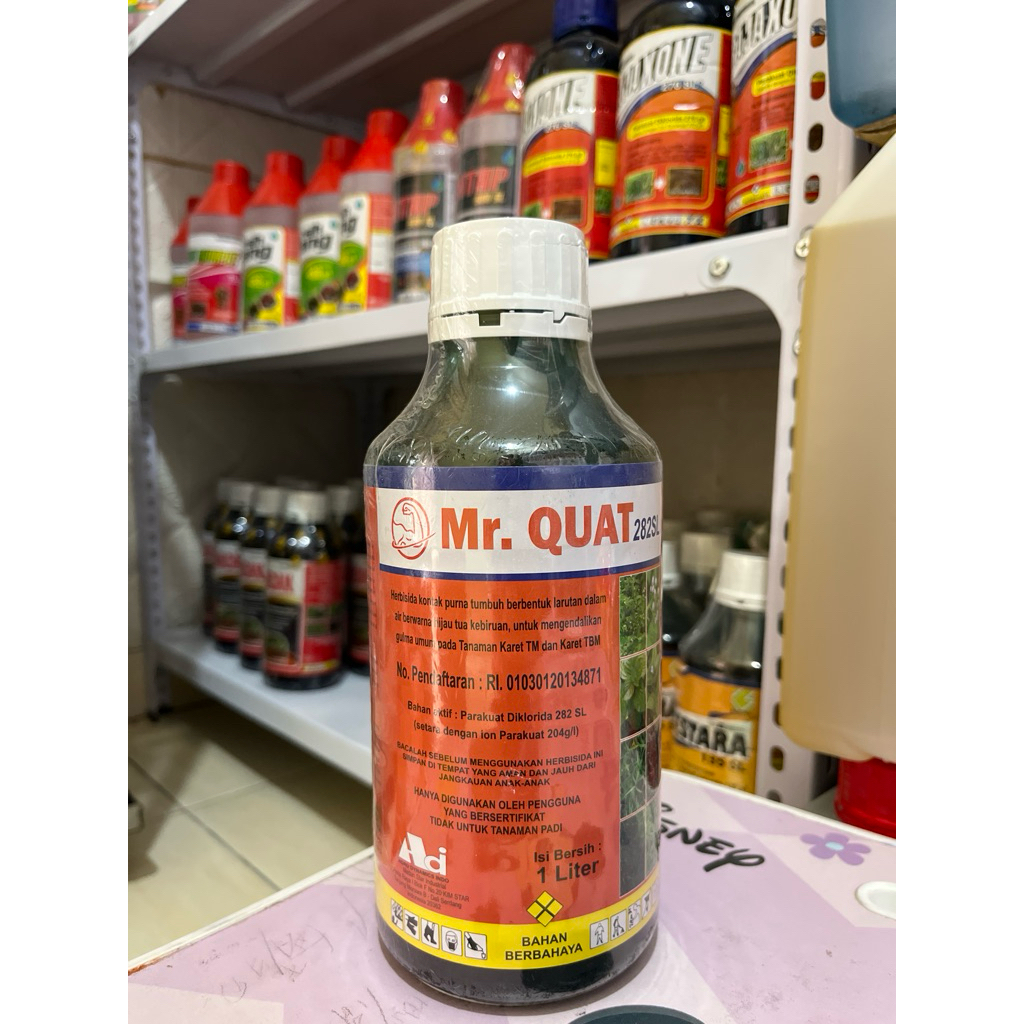 MAXONE
Mr. QUAT 282SL
Herbisida kontak purna tumbuh berbentuk larutan dalam
air berwarna hijau tua kebiruan, untuk mengendalikan
gulma umum pada Tanaman Karet TM dan Karet TBM
No. Pendaftaran : RI. 01030120134871
Bahan aktif : Parakuat Diklorida 282 SL
(setara dengan ion Parakuat 204g/l)
BACALAH SEBELUM MENGGUNAKAN HERBISIDA INI
SIMPAN DI TEMPAT YANG AMAN DAN JAUH DARI
JANGKAUAN ANAK-ANAK
HANYA DIGUNAKAN OLEH PENGGUNA
YANG BERSERTIFIKAT
TIDAK UNTUK TANAMAN PADI
Adi
Isi Bersih :
1 Liter
BAHAN
BERBAHAYA
STARA